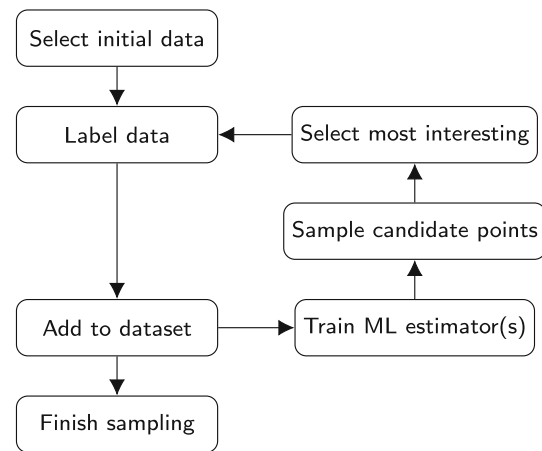 Select initial data
Label data
Select most interesting
Sample candidate points
Add to dataset
Train ML estimator(s)
Finish sampling